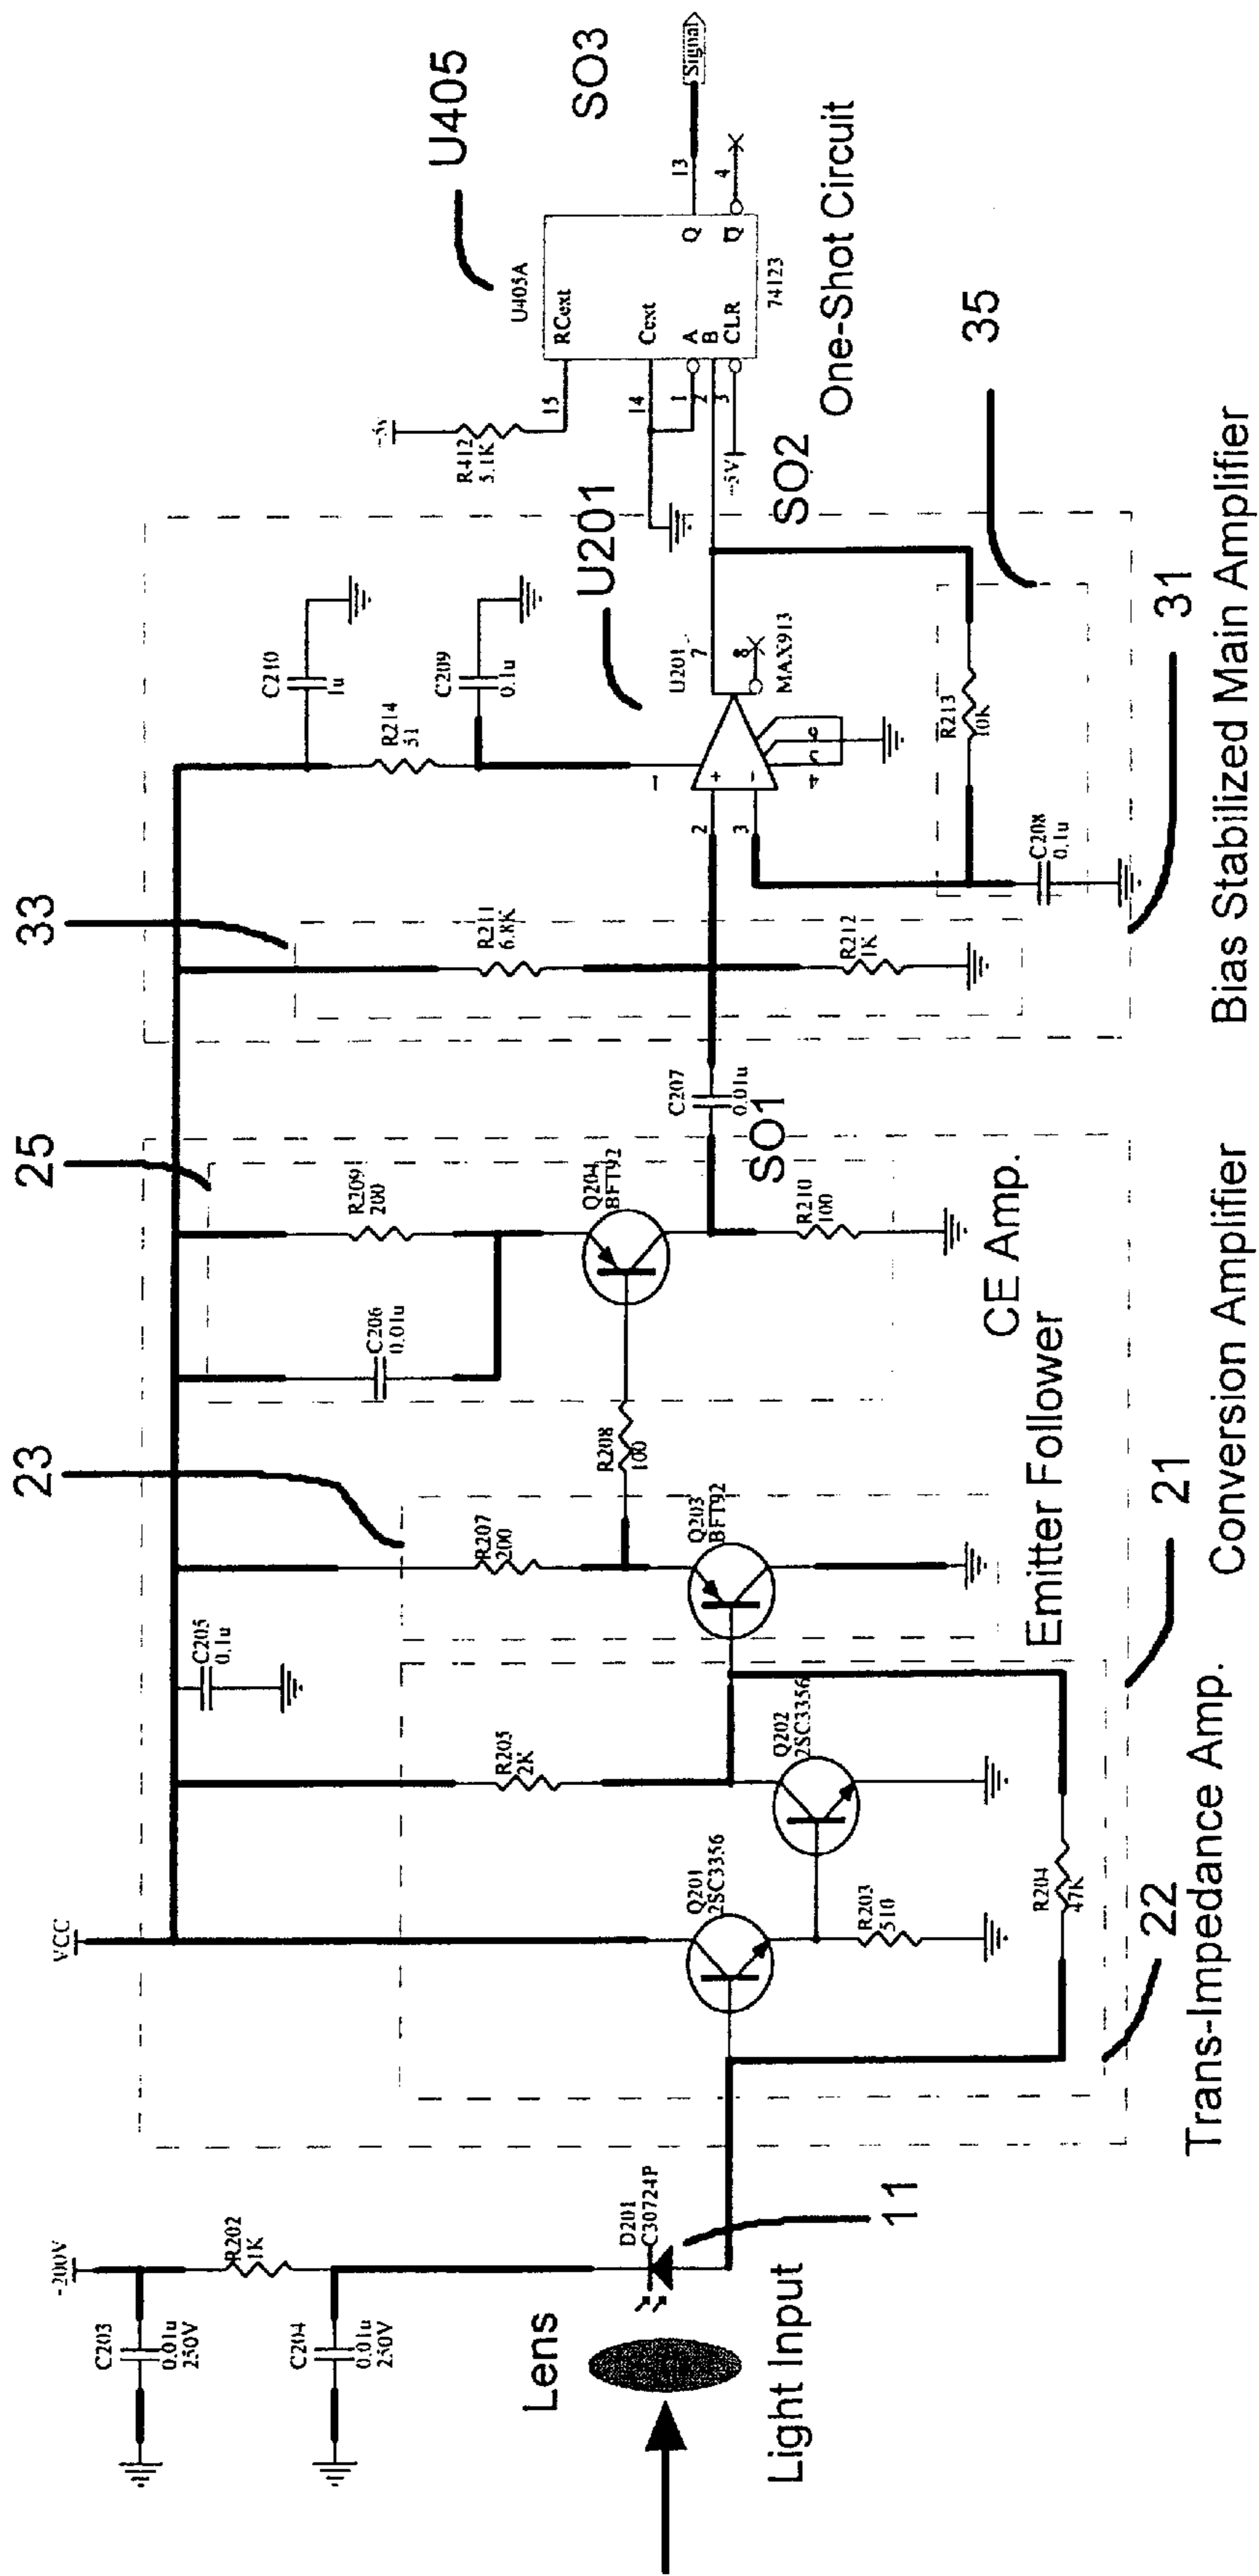 -200V
C203
0.01u
250V
R202
1K
C204
0.01u
250V
Lens
Light Input
D201
C30724P
11
VCC
Q201
2SC3356
R203
510
R204
47K
22
Trans-Impedance Amp.
R205
2K
Q202
2SC3356
C205
0.1u
21
Conversion Amplifier
23
R207
200
Q203
BFT92
Emitter Follower
R208
100
25
C206
0.01u
R209
200
Q204
BFT92
R210
100
CE Amp.
SO1
C207
0.01u
33
R211
6.8K
R212
1K
C210
1u
R214
51
C209
0.1u
1
2
3
+
−
4
U201
7
8
MAX913
U201
R213
10K
C208
0.1u
35
31
Bias Stabilized Main Amplifier
SO2
R412
5.1K
15
14
1
2
3
U405A
RCext
Cext
A
B
CLR
Q
Q
74123
13
4
U405
SO3
Signal
One-Shot Circuit